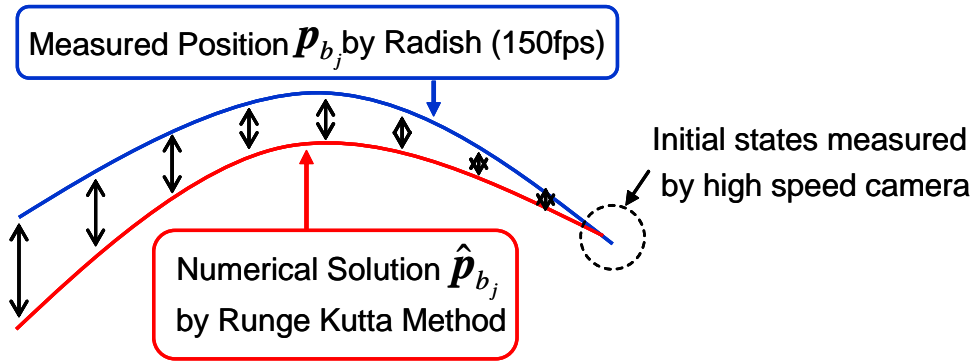 Measured Position p_{b_j} by Radish (150fps)
Initial states measured
by high speed camera
Numerical Solution p̂_{b_j}
by Runge Kutta Method